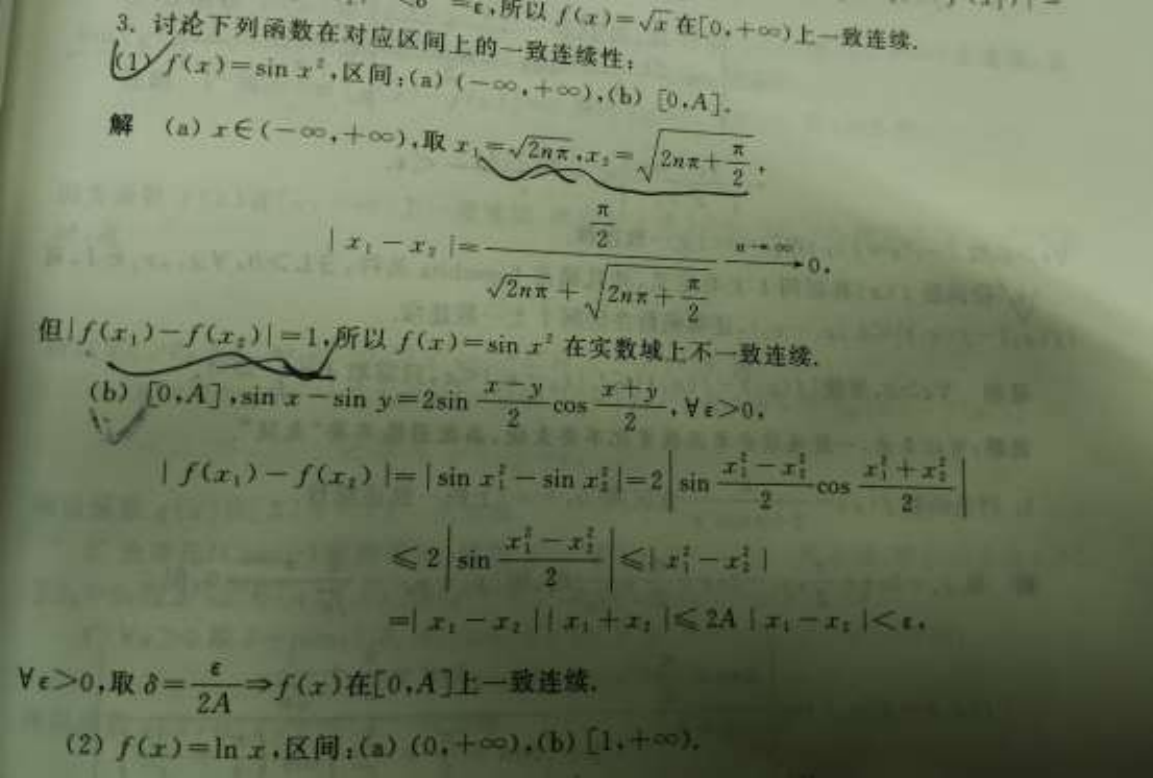 =ε,所以 f(x)=√x 在[0,+∞)上一致连续.
3. 讨论下列函数在对应区间上的一致连续性:
(1) f(x)=sin x²,区间:(a) (-∞,+∞),(b) [0,A].
解 (a) x∈(-∞,+∞),取 x₁=√(2nπ),x₂=√(2nπ+π/2),
|x₁-x₂|=(π/2)/(√(2nπ)+√(2nπ+π/2)) —n→∞→ 0,
但|f(x₁)-f(x₂)|=1,所以 f(x)=sin x² 在实数域上不一致连续.
(b) [0,A],sin x-sin y=2sin (x-y)/2 cos (x+y)/2,∀ε>0,
|f(x₁)-f(x₂)|=|sin x₁²-sin x₂²|=2|sin (x₁²-x₂²)/2 cos (x₁²+x₂²)/2|
≤2|sin (x₁²-x₂²)/2|≤|x₁²-x₂²|
=|x₁-x₂||x₁+x₂|≤2A|x₁-x₂|<ε,
∀ε>0,取 δ=ε/2A⇒f(x)在[0,A]上一致连续.
(2) f(x)=ln x,区间:(a) (0,+∞),(b) [1,+∞).